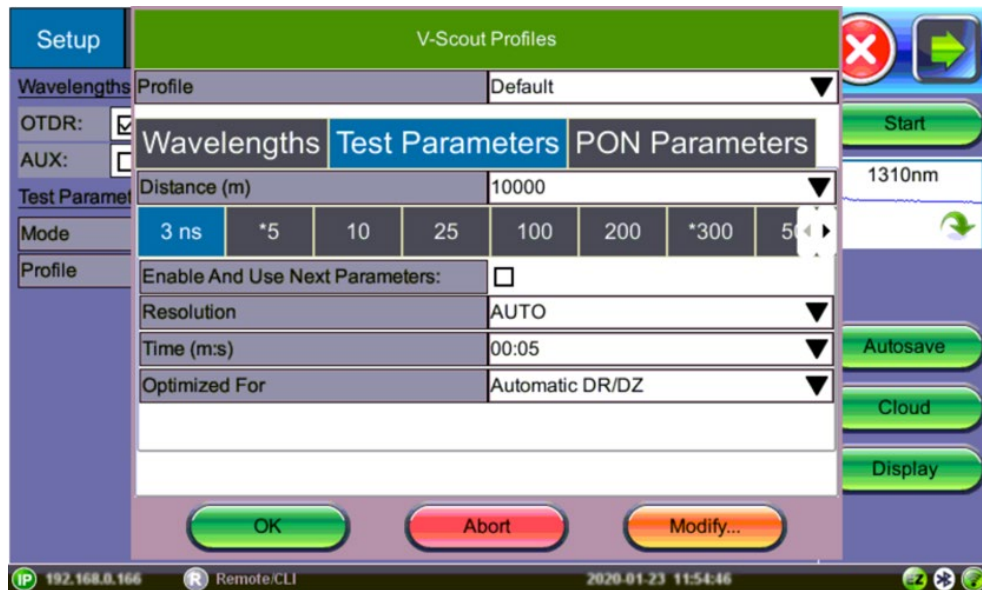 Setup
V-Scout Profiles
Wavelengths
Profile
Default
OTDR:
Start
Wavelengths
Test Parameters
PON Parameters
AUX:
1310nm
Distance (m)
10000
3 ns
*5
10
25
100
200
*300
Mode
Profile
Enable And Use Next Parameters:
Resolution
AUTO
Time (m:s)
00:05
Autosave
Optimized For
Automatic DR/DZ
Cloud
Display
OK
Abort
Modify...
IP
192.168.0.166
R
Remote/CLI
2020-01-23 11:54:46
EZ